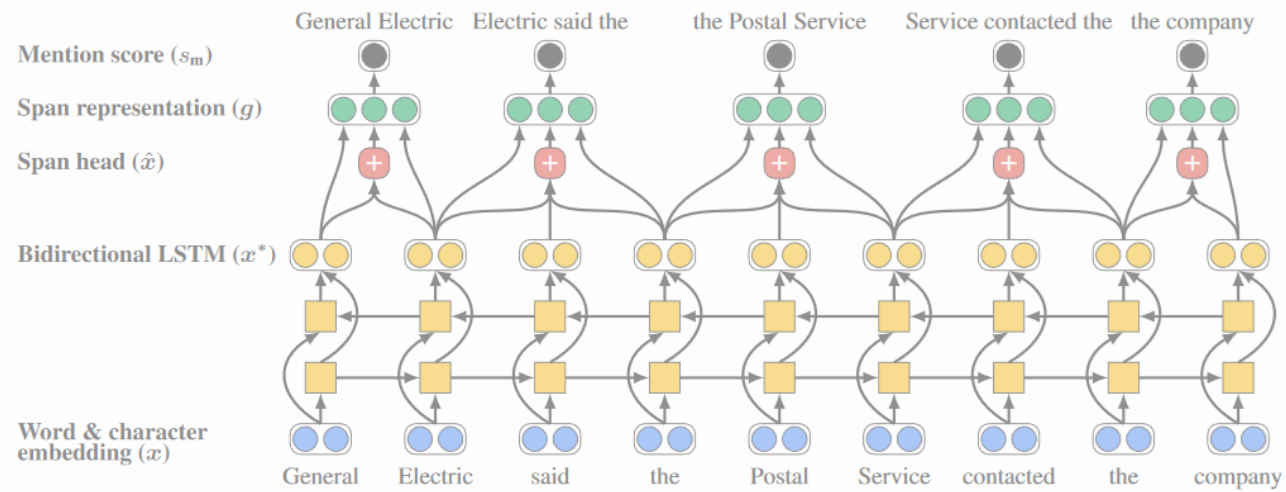 General Electric Electric said the the Postal Service Service contacted the the company
Mention score (sₘ)
Span representation (g)
Span head (x̂)
+ + + + +
Bidirectional LSTM (x*)
Word & character
embedding (x)
General Electric said the Postal Service contacted the company